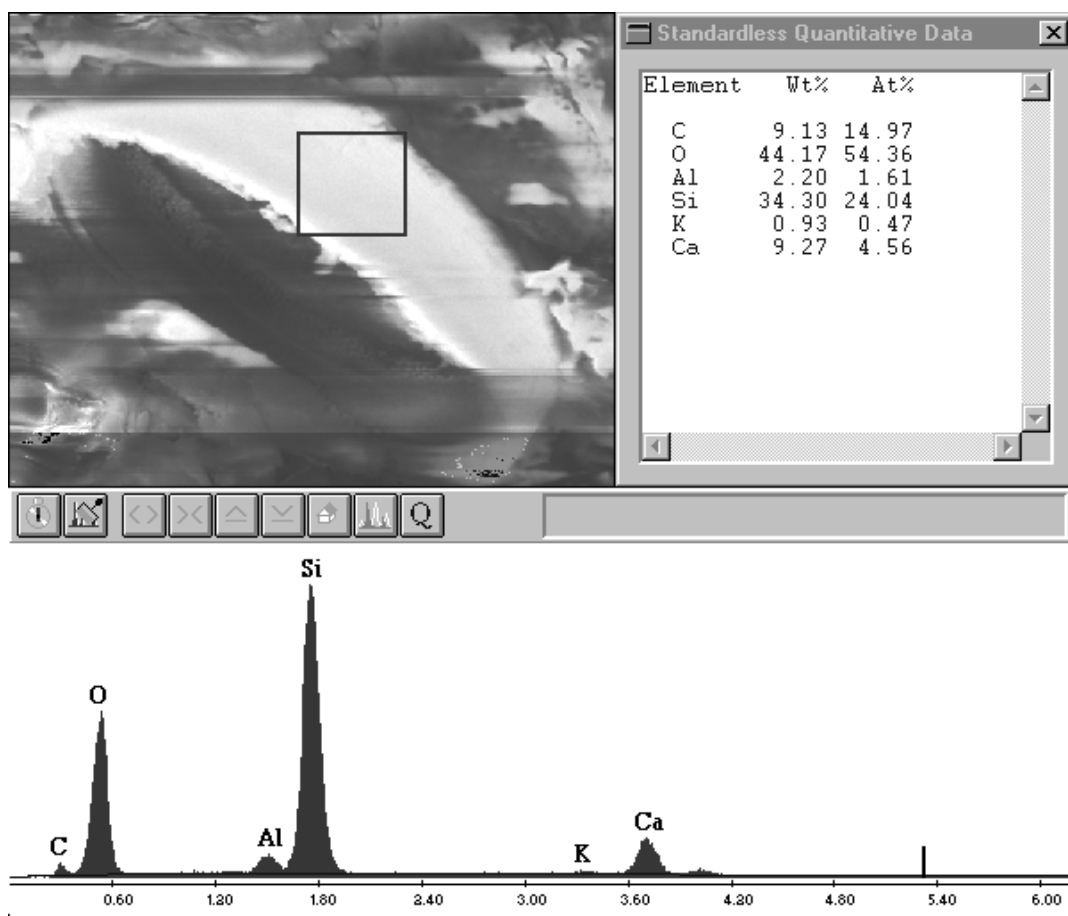 Standardless Quantitative Data
Element Wt% At%
C 9.13 14.97
O 44.17 54.36
Al 2.20 1.61
Si 34.30 24.04
K 0.93 0.47
Ca 9.27 4.56
Q
Si
O
Ca
Al
C
K
0.60 1.20 1.80 2.40 3.00 3.60 4.20 4.80 5.40 6.00